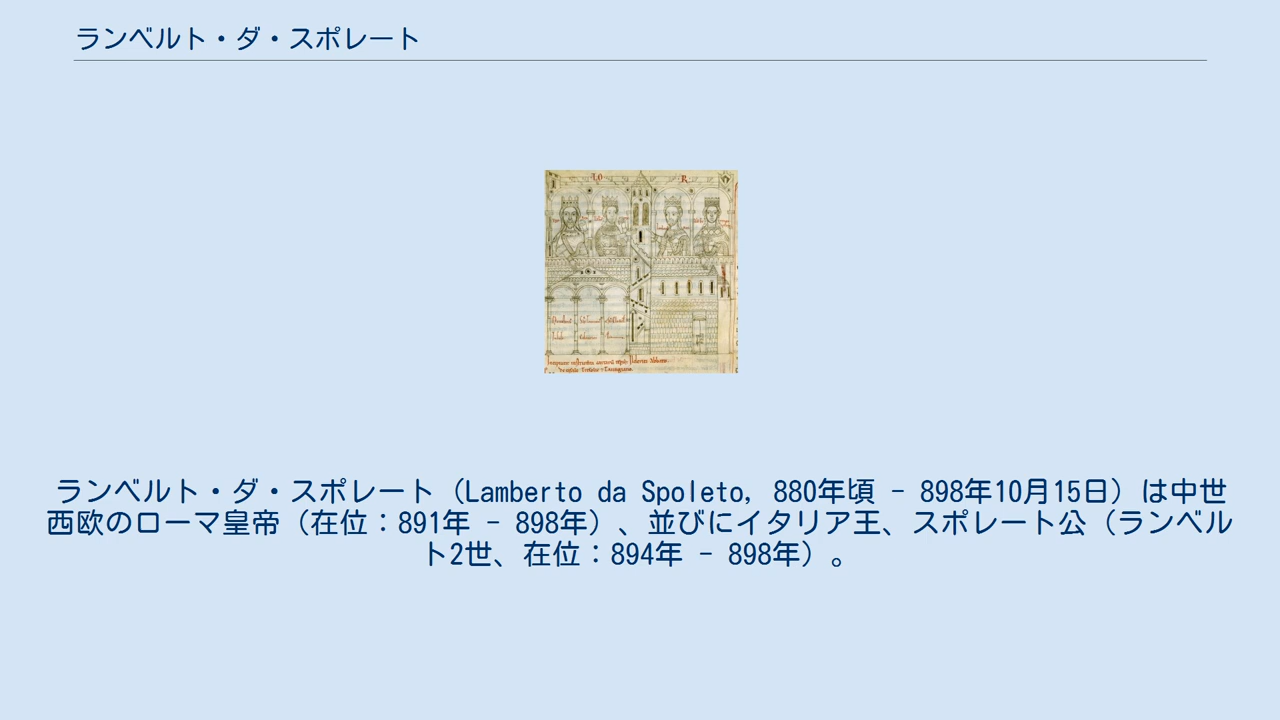 ランベルト・ダ・スポレート
ランベルト・ダ・スポレート（Lamberto da Spoleto, 880年頃 - 898年10月15日）は中世
西欧のローマ皇帝（在位：891年 - 898年）、並びにイタリア王、スポレート公（ランベル
ト2世、在位：894年 - 898年）。